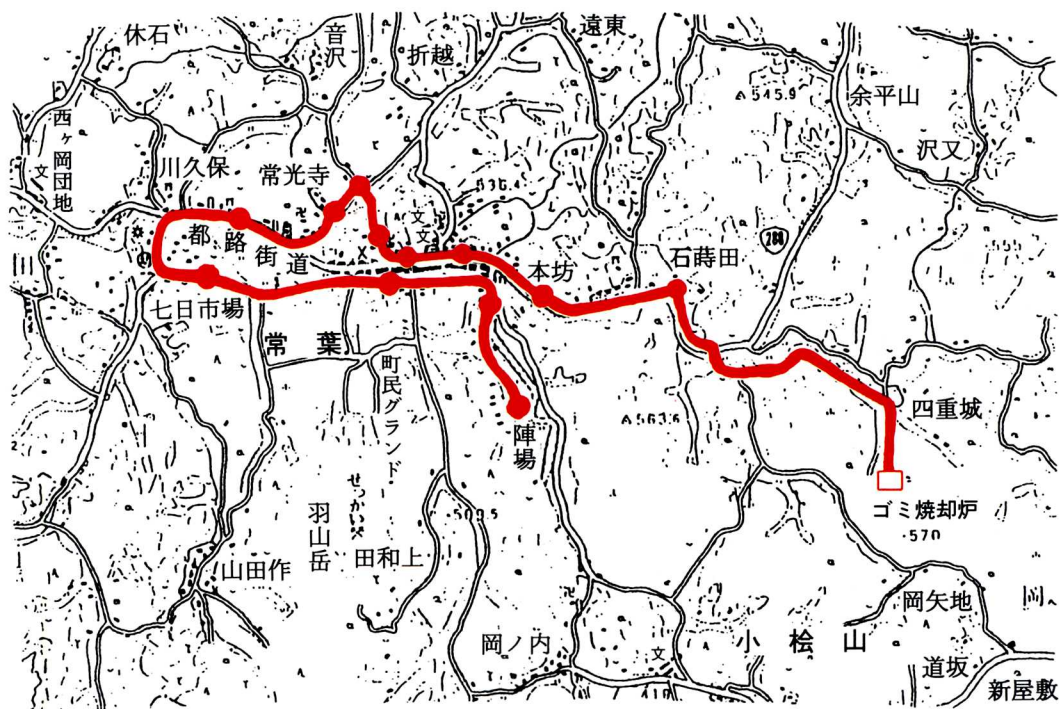 休石
音沢
折越
遠東
545.9
余平山
沢又
西ヶ岡団地
文
川久保
常光寺
文
文
都路街道
288
石蒔田
本坊
七日市場
常葉
町民グランド
563.6
四重城
陣場
ゴミ焼却炉
570
せっかい
羽山岳
田和上
山田作
岡矢地
岡ノ内
文
小桧山
道坂
新屋敷